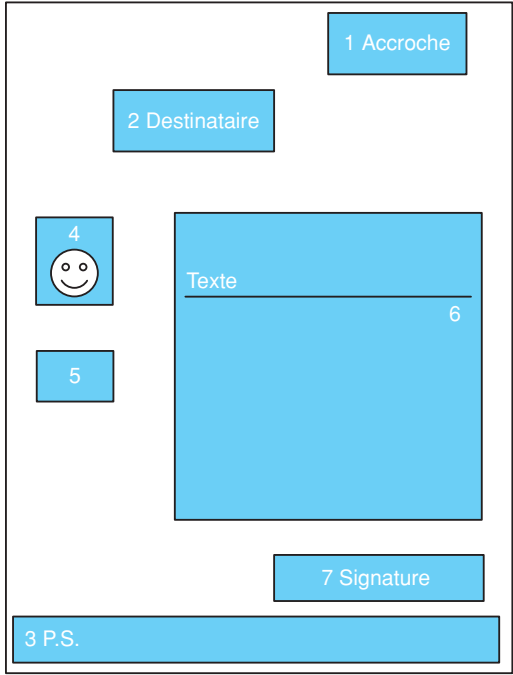 1 Accroche
2 Destinataire
4
Texte
6
5
7 Signature
3 P.S.